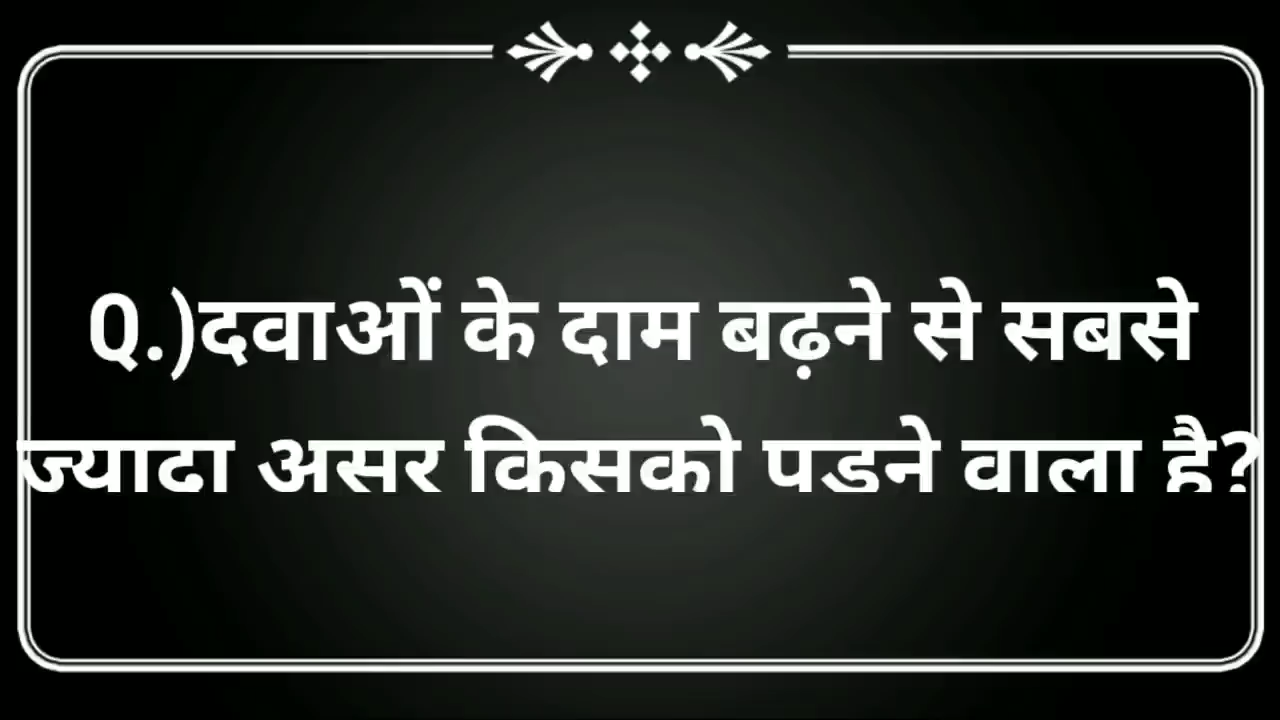 Q.)दवाओं के दाम बढ़ने से सबसे
ज्यादा असर किसको पडने वाला है?